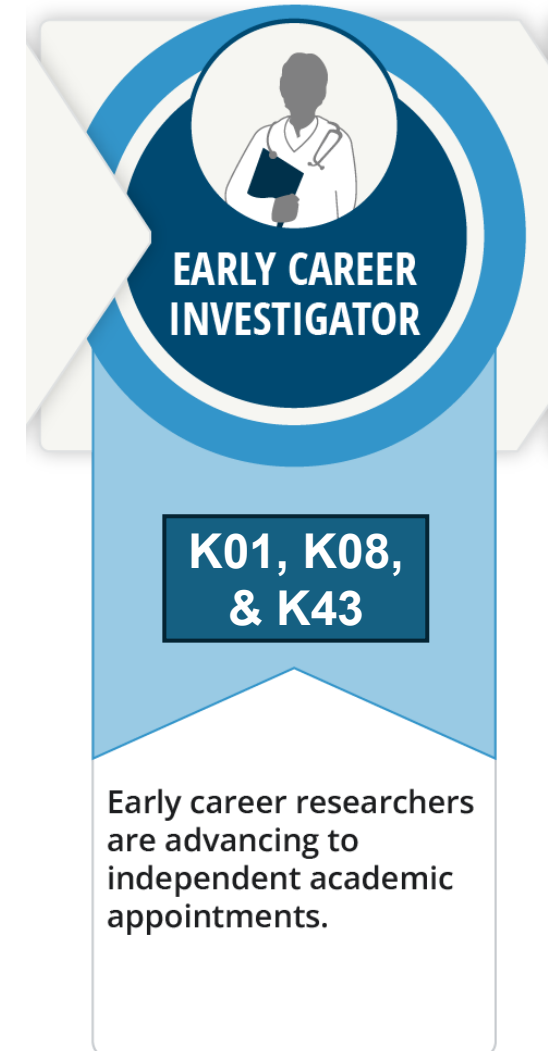 EARLY CAREER
INVESTIGATOR
K01, K08,
& K43
Early career researchers
are advancing to
independent academic
appointments.